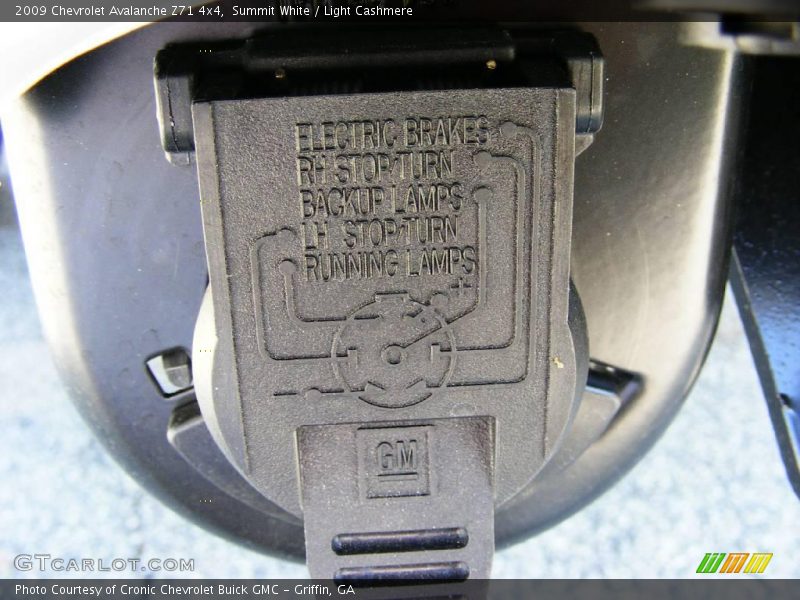 2009 Chevrolet Avalanche Z71 4x4, Summit White / Light Cashmere
ELECTRIC BRAKES
RH STOP/TURN
BACKUP LAMPS
LH STOP/TURN
RUNNING LAMPS
+
GM
GTCARLOT.COM
Photo Courtesy of Cronic Chevrolet Buick GMC - Griffin, GA